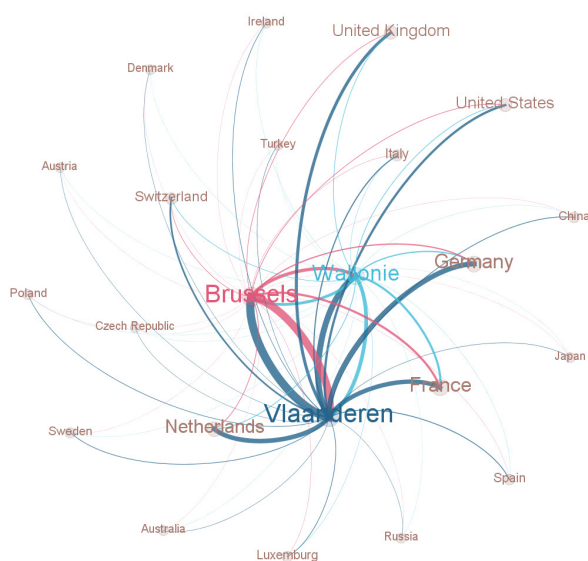 Ireland
United Kingdom
Denmark
United States
Turkey
Italy
Austria
Switzerland
China
Germany
Wallonie
Brussels
Poland
Czech Republic
Japan
France
Vlaanderen
Netherlands
Sweden
Spain
Australia
Russia
Luxemburg